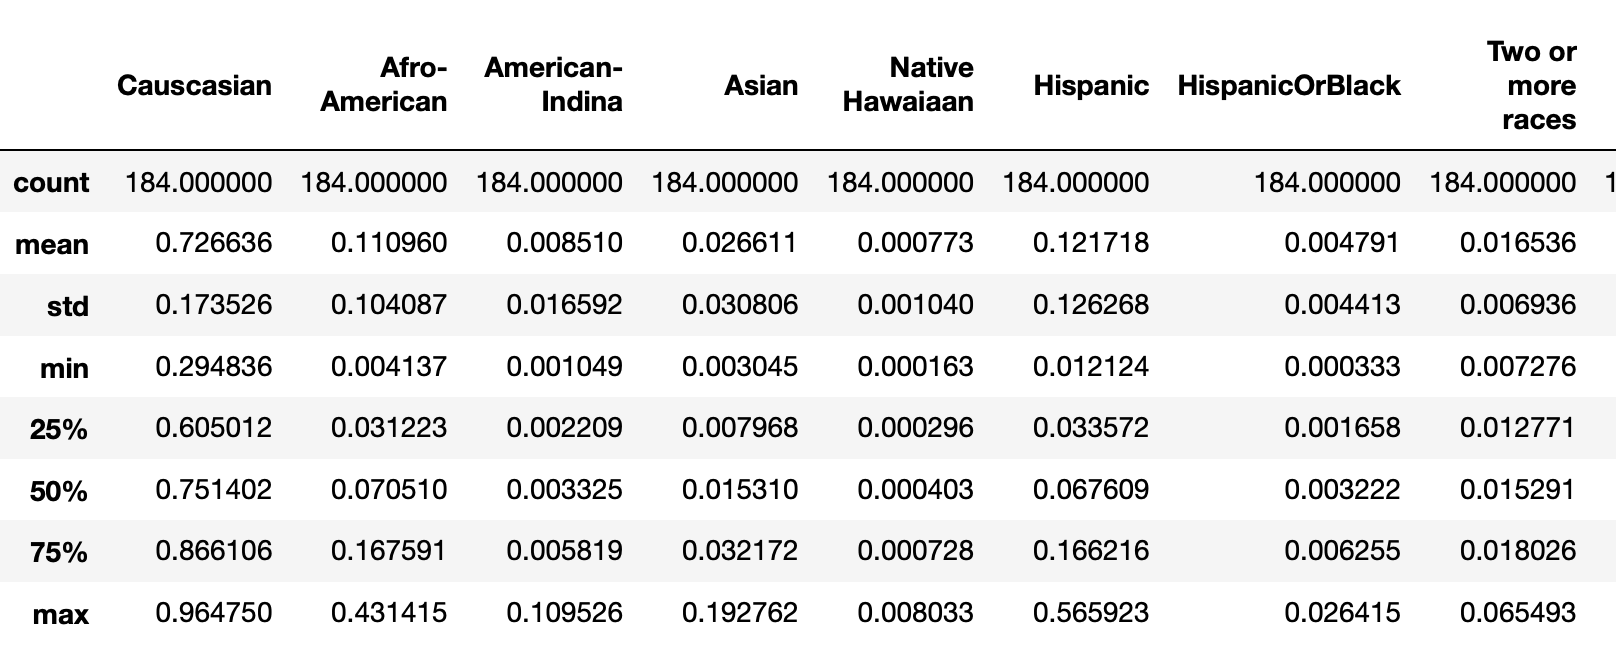 Causcasian Afro-American American-Indina Asian Native Hawaiaan Hispanic HispanicOrBlack Two or more races
count 184.000000 184.000000 184.000000 184.000000 184.000000 184.000000 184.000000 184.000000 1
mean 0.726636 0.110960 0.008510 0.026611 0.000773 0.121718 0.004791 0.016536
std 0.173526 0.104087 0.016592 0.030806 0.001040 0.126268 0.004413 0.006936
min 0.294836 0.004137 0.001049 0.003045 0.000163 0.012124 0.000333 0.007276
25% 0.605012 0.031223 0.002209 0.007968 0.000296 0.033572 0.001658 0.012771
50% 0.751402 0.070510 0.003325 0.015310 0.000403 0.067609 0.003222 0.015291
75% 0.866106 0.167591 0.005819 0.032172 0.000728 0.166216 0.006255 0.018026
max 0.964750 0.431415 0.109526 0.192762 0.008033 0.565923 0.026415 0.065493